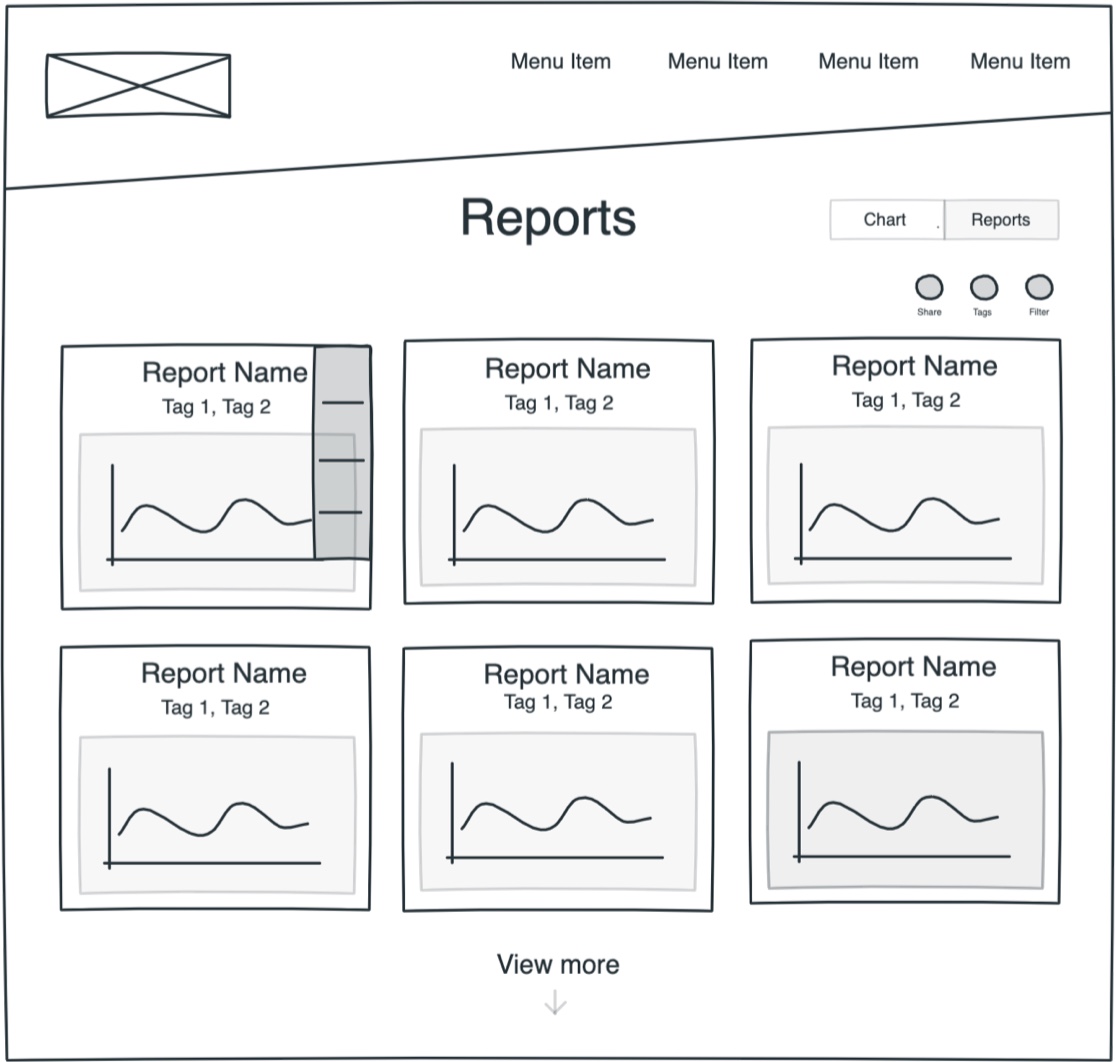 Menu Item Menu Item Menu Item Menu Item
Reports
Chart Reports
Share Tags Filter
Report Name
Tag 1, Tag 2
Report Name
Tag 1, Tag 2
Report Name
Tag 1, Tag 2
Report Name
Tag 1, Tag 2
Report Name
Tag 1, Tag 2
Report Name
Tag 1, Tag 2
View more